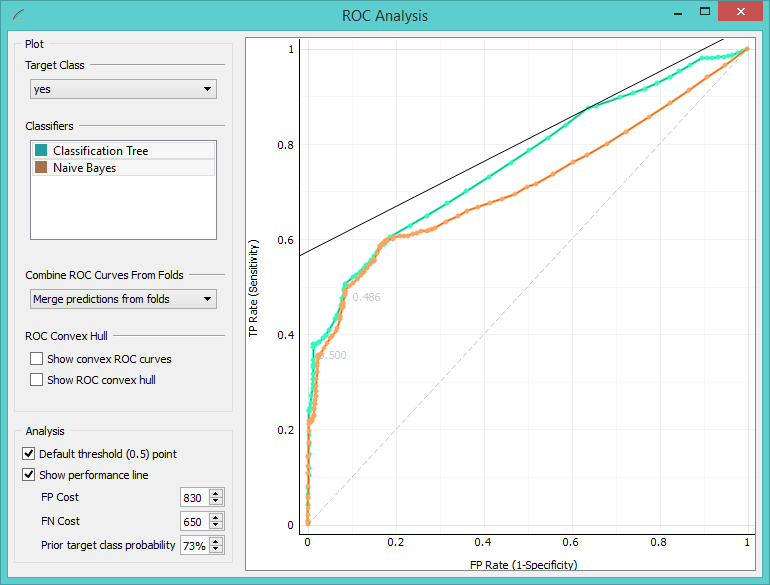 ROC Analysis
Plot
Target Class
yes
Classifiers
Classification Tree
Naive Bayes
Combine ROC Curves From Folds
Merge predictions from folds
ROC Convex Hull
Show convex ROC curves
Show ROC convex hull
Analysis
Default threshold (0.5) point
Show performance line
FP Cost 830
FN Cost 650
Prior target class probability 73%
TP Rate (Sensitivity)
1
0.8
0.6
0.4
0.2
0
0.486
0.500
0 0.2 0.4 0.6 0.8 1
FP Rate (1-Specificity)